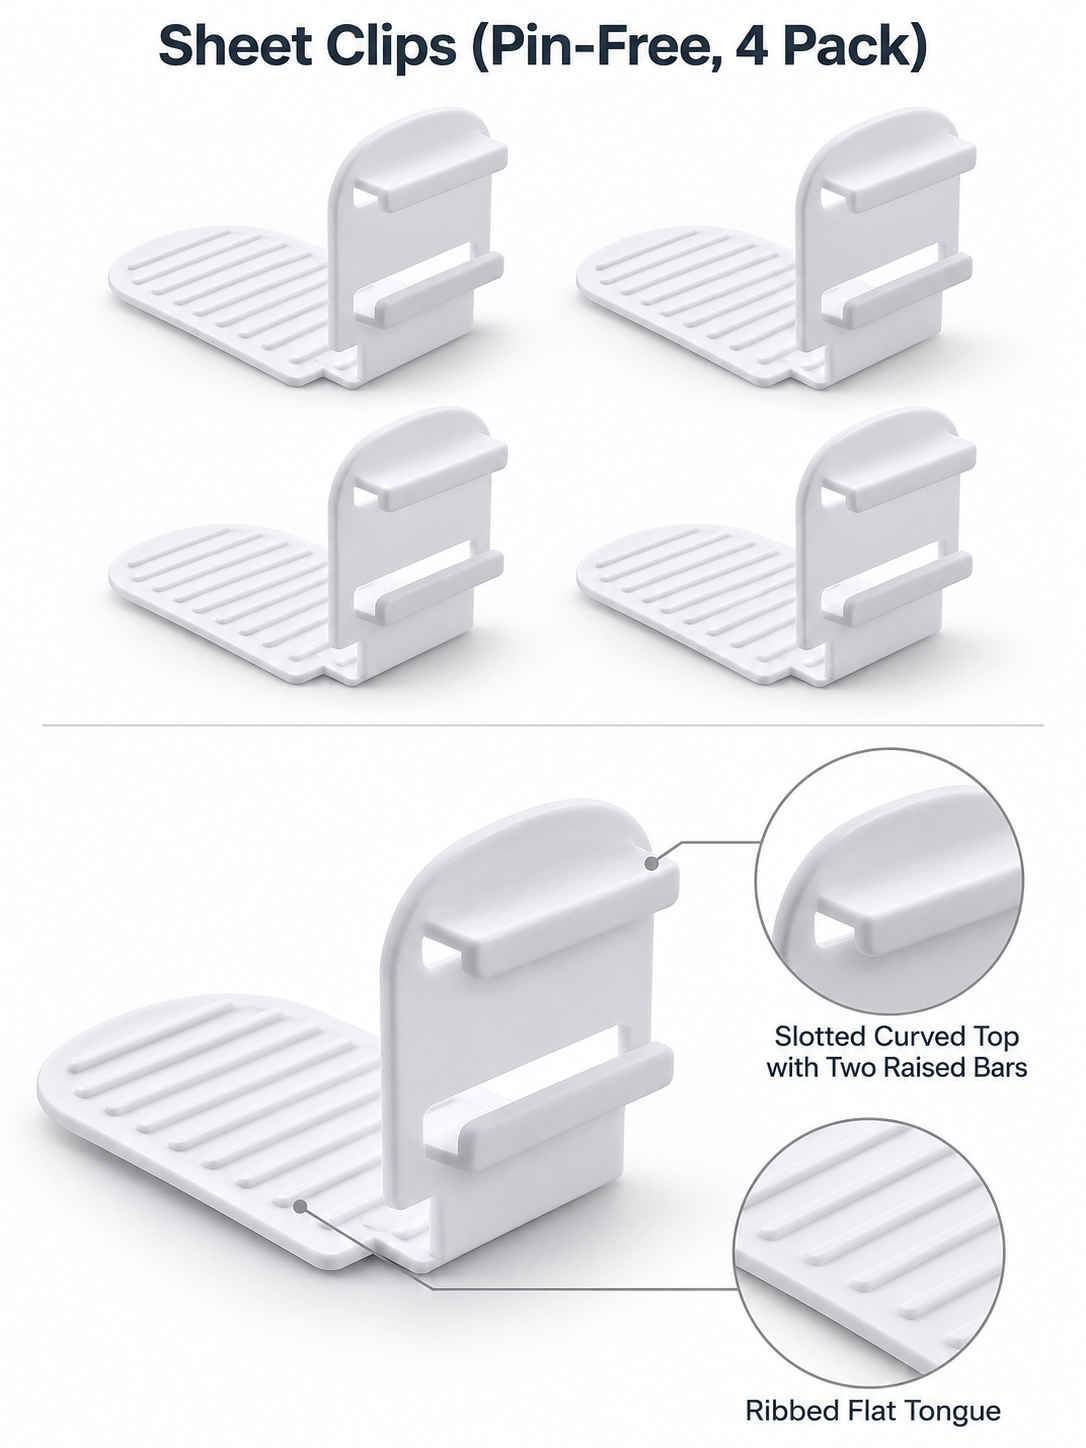 Sheet Clips (Pin-Free, 4 Pack)
Slotted Curved Top
with Two Raised Bars
Ribbed Flat Tongue